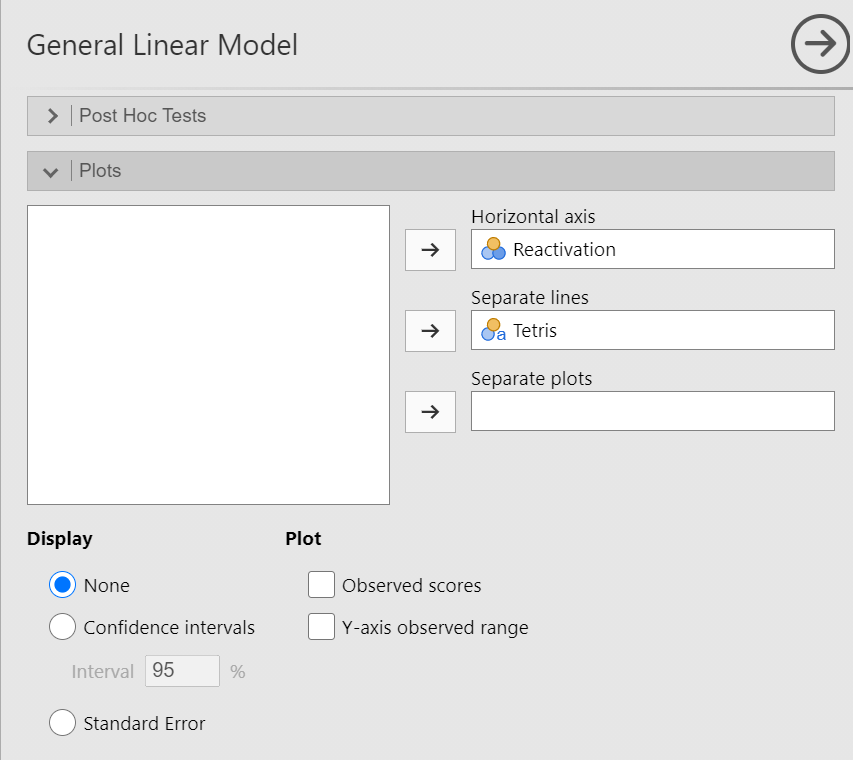 General Linear Model
Post Hoc Tests
Plots
Horizontal axis
Reactivation
Separate lines
a Tetris
Separate plots
Display
Plot
None
Observed scores
Confidence intervals
Y-axis observed range
Interval 95 %
Standard Error